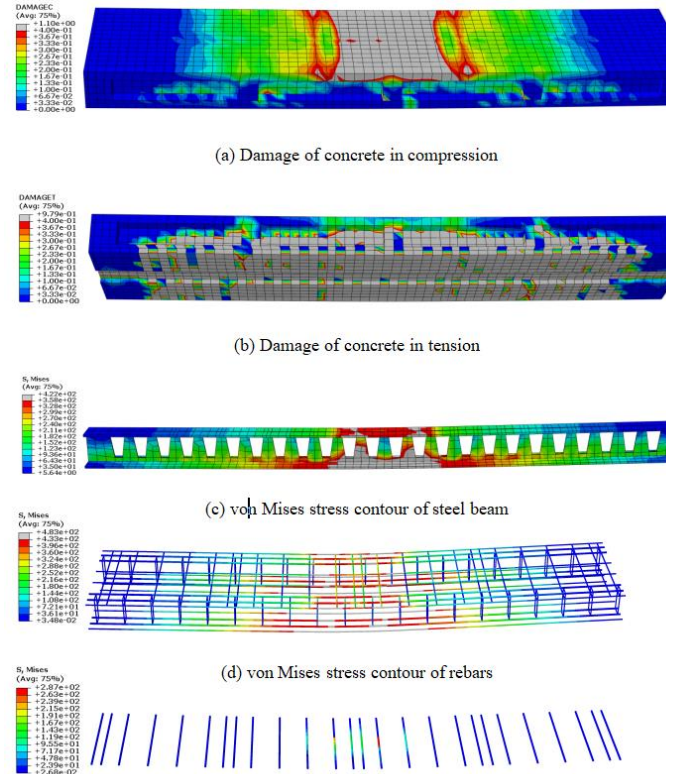 DAMAGEC
(Avg: 75%)
+1.10e+00
+4.00e-01
+3.67e-01
+3.33e-01
+3.00e-01
+2.67e-01
+2.33e-01
+2.00e-01
+1.67e-01
+1.33e-01
+1.00e-01
+6.67e-02
+3.33e-02
+0.00e+00
(a) Damage of concrete in compression
DAMAGET
(Avg: 75%)
+9.79e-01
+4.00e-01
+3.67e-01
+3.33e-01
+3.00e-01
+2.67e-01
+2.33e-01
+2.00e-01
+1.67e-01
+1.33e-01
+1.00e-01
+6.67e-02
+3.33e-02
+0.00e+00
(b) Damage of concrete in tension
S, Mises
(Avg: 75%)
+4.22e+02
+3.58e+02
+3.28e+02
+2.99e+02
+2.70e+02
+2.40e+02
+2.11e+02
+1.82e+02
+1.52e+02
+1.23e+02
+9.36e+01
+6.43e+01
+3.50e+01
+5.64e+00
(c) von Mises stress contour of steel beam
S, Mises
(Avg: 75%)
+4.83e+02
+4.33e+02
+3.96e+02
+3.60e+02
+3.24e+02
+2.88e+02
+2.52e+02
+2.16e+02
+1.80e+02
+1.44e+02
+1.08e+02
+7.21e+01
+3.61e+01
+3.48e-02
(d) von Mises stress contour of rebars
S, Mises
(Avg: 75%)
+2.87e+02
+2.63e+02
+2.39e+02
+2.15e+02
+1.91e+02
+1.67e+02
+1.43e+02
+1.19e+02
+9.55e+01
+7.17e+01
+4.78e+01
+2.39e+01
+2.68e-02